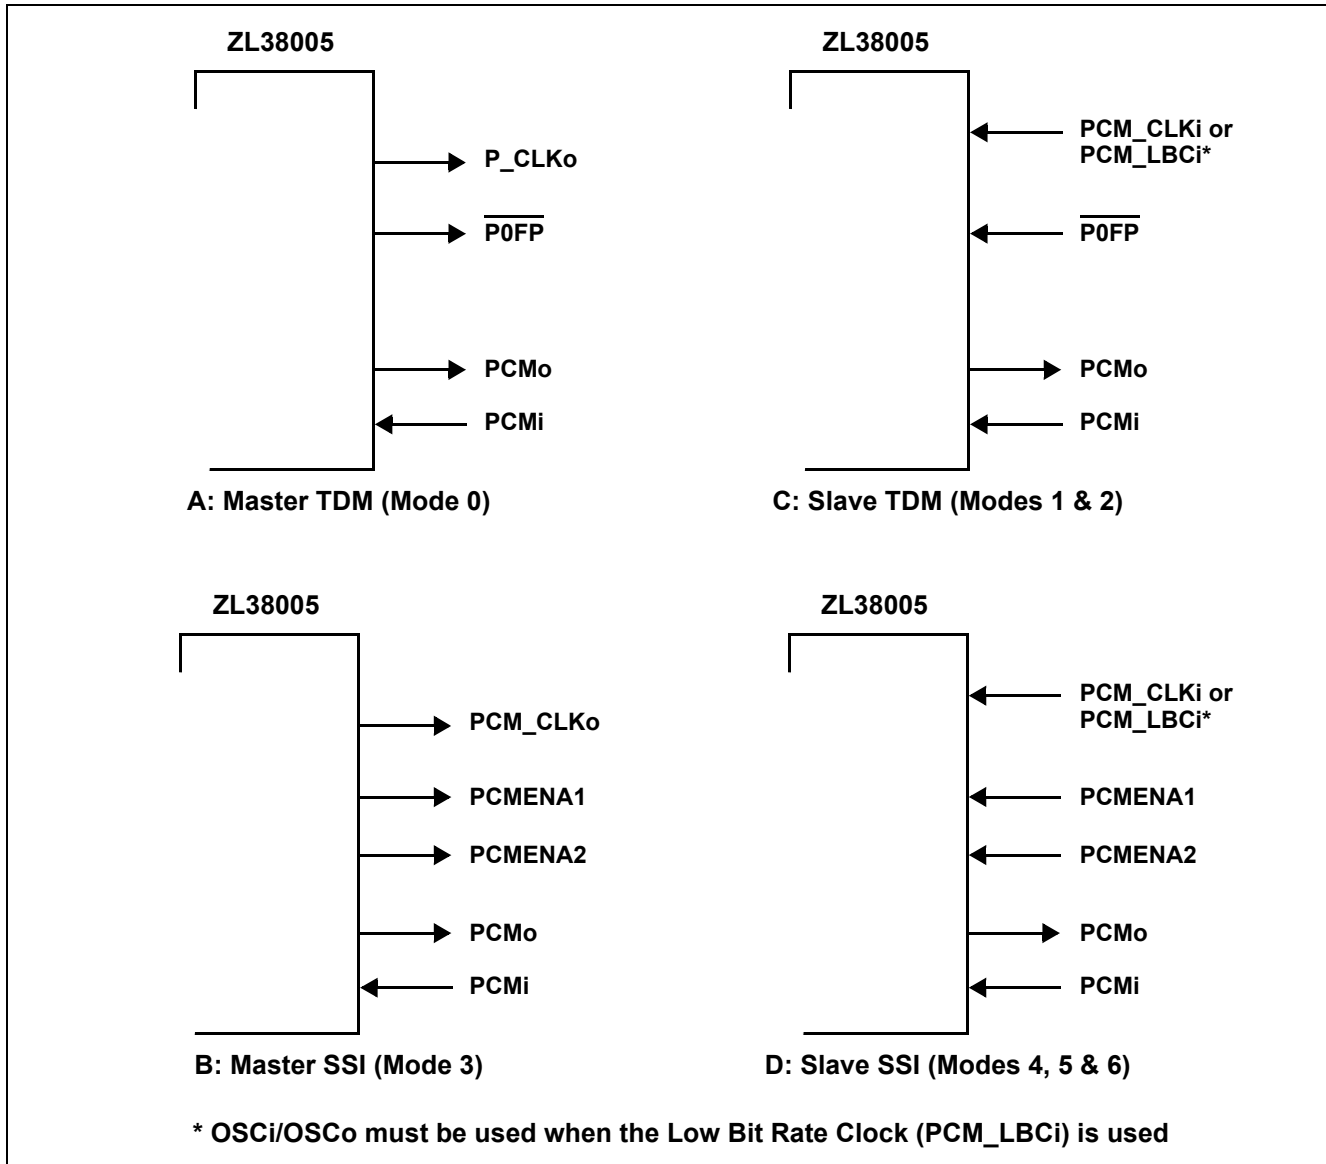 ZL38005
P_CLKo
P0FP
PCMo
PCMi
A: Master TDM (Mode 0)
ZL38005
PCM_CLKi or
PCM_LBCi*
P0FP
PCMo
PCMi
C: Slave TDM (Modes 1 & 2)
ZL38005
PCM_CLKo
PCMENA1
PCMENA2
PCMo
PCMi
B: Master SSI (Mode 3)
ZL38005
PCM_CLKi or
PCM_LBCi*
PCMENA1
PCMENA2
PCMo
PCMi
D: Slave SSI (Modes 4, 5 & 6)
* OSCi/OSCo must be used when the Low Bit Rate Clock (PCM_LBCi) is used